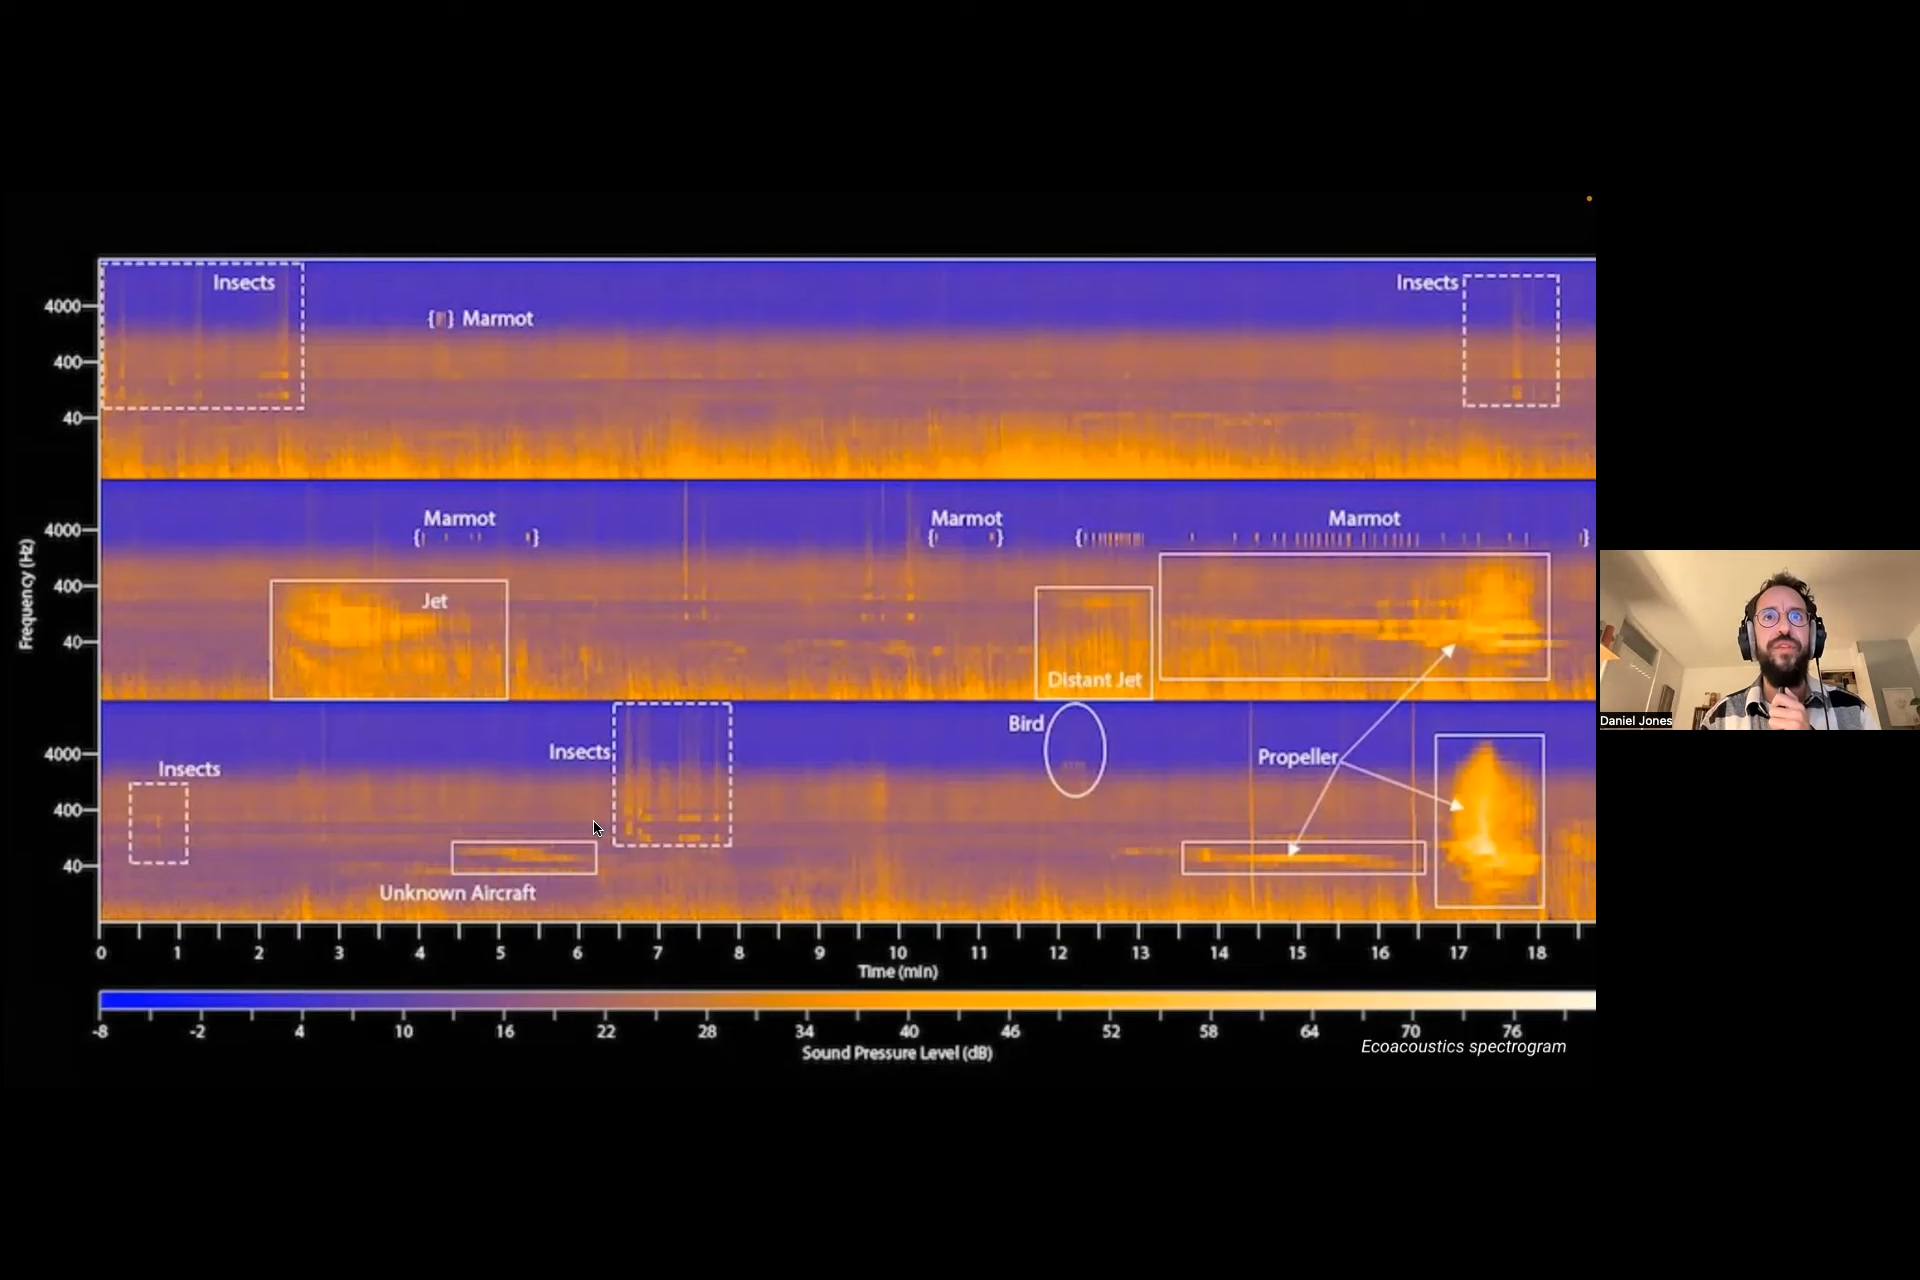 Insects
Insects
4000
{ } Marmot
400
40
Marmot
Marmot
Marmot
4000
{ }
{ }
{ }
Frequency (Hz)
400
Jet
40
Distant Jet
Bird
Insects
Propeller
4000
Insects
400
40
Unknown Aircraft
0 1 2 3 4 5 6 7 8 9 10 11 12 13 14 15 16 17 18
Time (min)
-8 -2 4 10 16 22 28 34 40 46 52 58 64 70 76
Sound Pressure Level (dB)
Ecoacoustics spectrogram
Daniel Jones